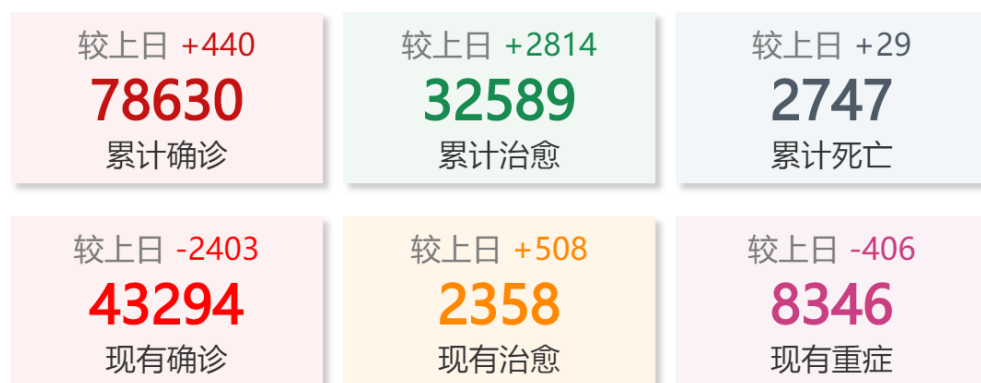 较上日 +440
78630
累计确诊
较上日 +2814
32589
累计治愈
较上日 +29
2747
累计死亡
较上日 -2403
43294
现有确诊
较上日 +508
2358
现有治愈
较上日 -406
8346
现有重症